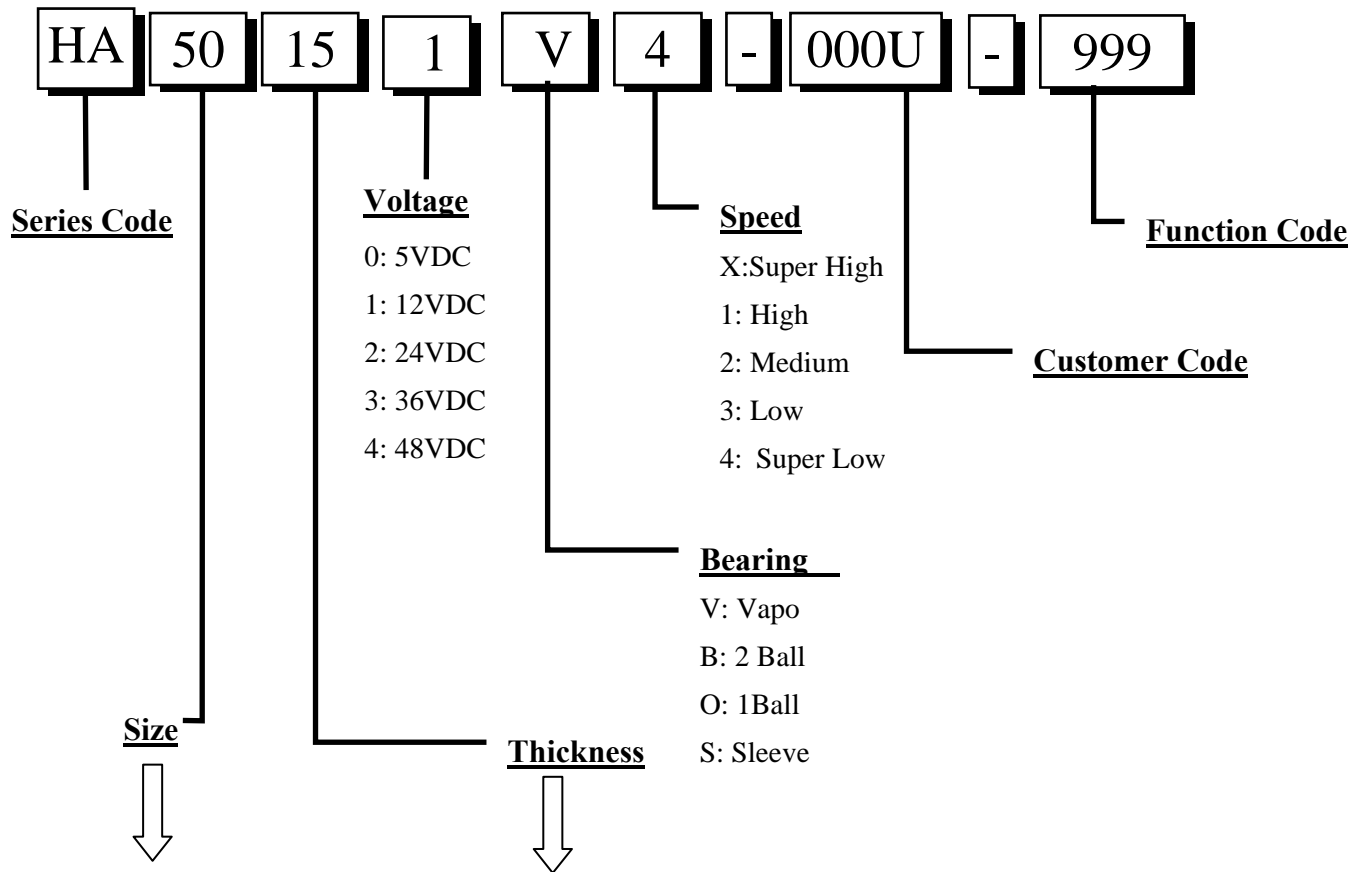 HA 50 15 1 V 4 - 000U - 999
Series Code
Voltage
0: 5VDC
1: 12VDC
2: 24VDC
3: 36VDC
4: 48VDC
Speed
X:Super High
1: High
2: Medium
3: Low
4: Super Low
Function Code
Customer Code
Bearing
V: Vapo
B: 2 Ball
O: 1Ball
S: Sleeve
Size
Thickness